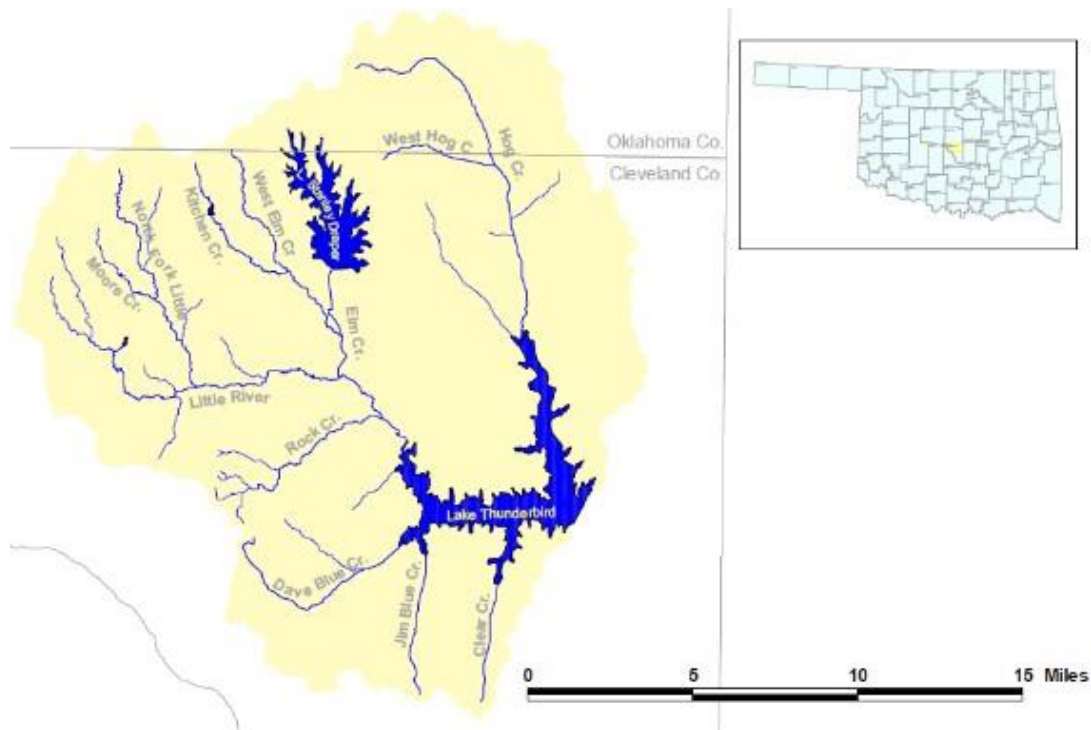 Oklahoma Co.
Cleveland Co
West Hog C
Hog Cr.
Stanley Draper
West Elm Cr
Kitchen Cr.
North Fork Little
Moore Cr.
Elm Cr.
Little River
Rock Cr.
Lake Thunderbird
Dave Blue Cr.
Jim Blue Cr.
Clear Cr.
0 5 10 15 Miles